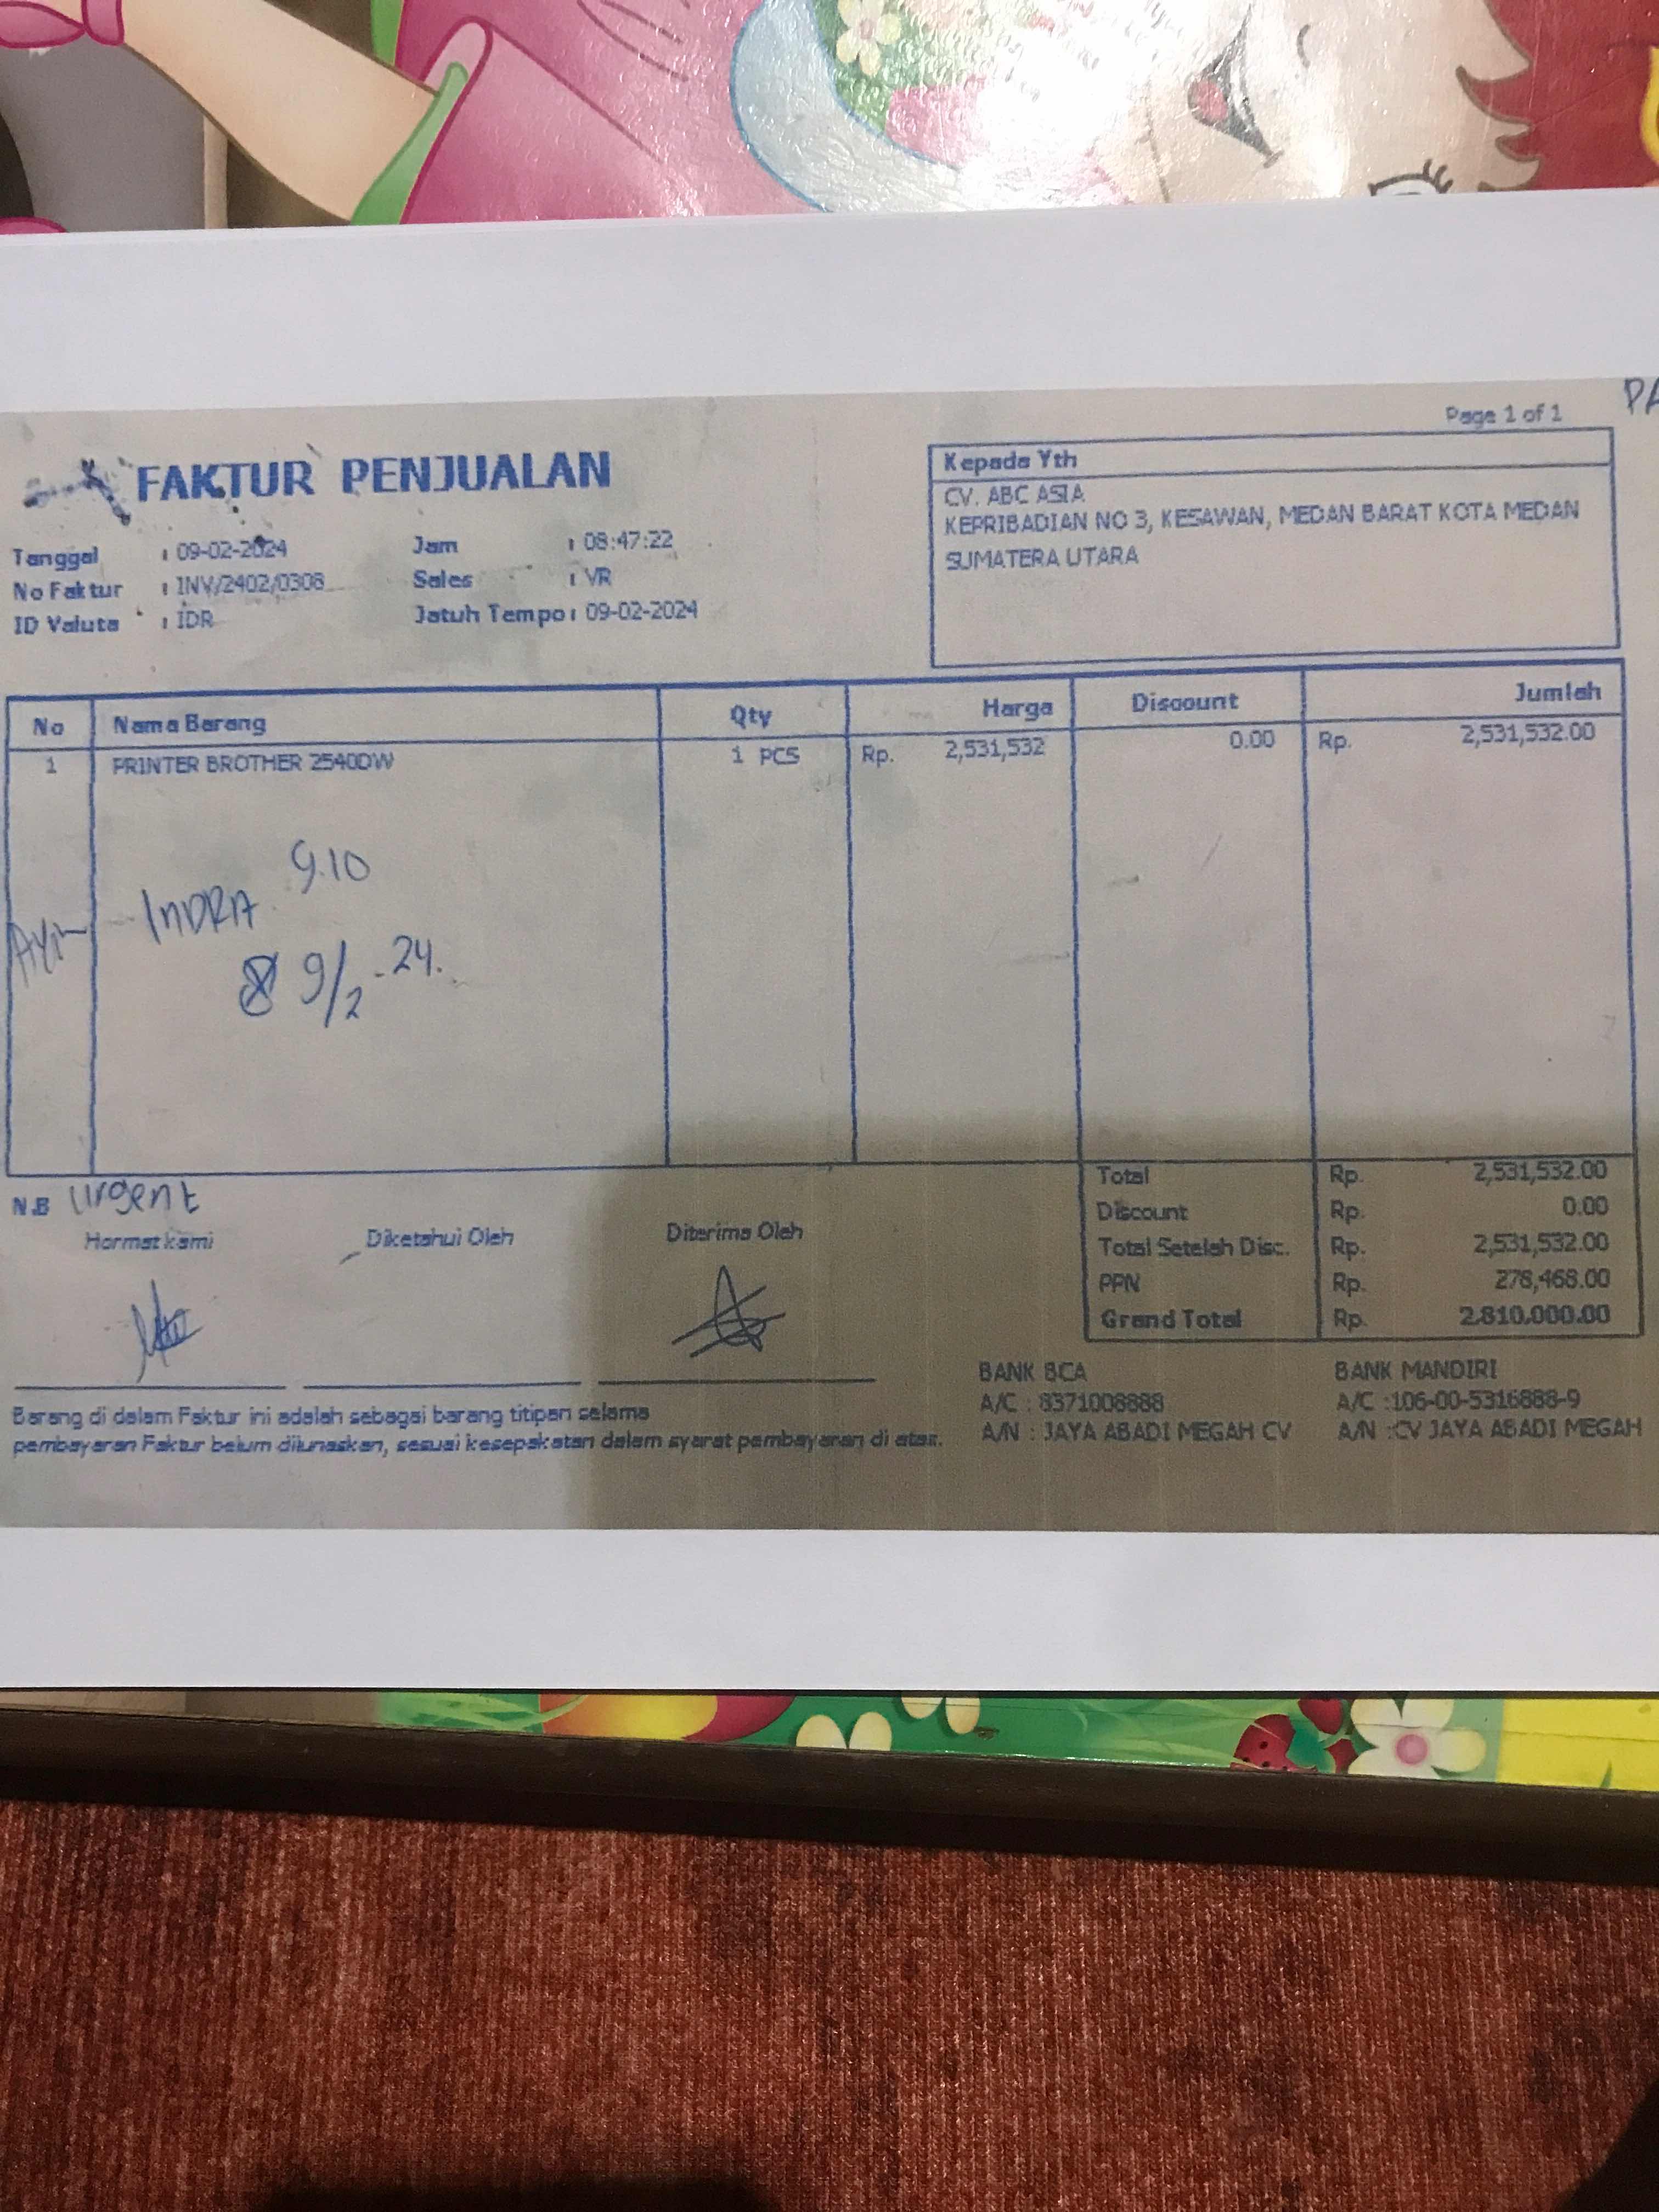 Page 1 of 1
PA
FAKTUR PENJUALAN
Tanggal : 09-02-2024 Jam : 08:47:22
No Faktur : INV/2402/0308 Sales : VR
ID Valuta : IDR Jatuh Tempo : 09-02-2024
Kepada Yth
CV. ABC ASIA
KEPRIBADIAN NO 3, KESAWAN, MEDAN BARAT KOTA MEDAN
SUMATERA UTARA
No Nama Barang Qty Harga Discount Jumlah
1 PRINTER BROTHER 2540DW 1 PCS Rp. 2,531,532 0.00 Rp. 2,531,532.00
9.10
INDRA
9/2 - 24.
Total Rp. 2,531,532.00
Discount Rp. 0.00
Total Setelah Disc. Rp. 2,531,532.00
PPN Rp. 278,468.00
Grand Total Rp. 2,810,000.00
N.B urgent
Hormat kami Diketahui Oleh Diterima Oleh
Barang di dalam Faktur ini adalah sebagai barang titipan selama
pembayaran Faktur belum dilunaskan, sesuai kesepakatan dalam syarat pembayaran di atas.
BANK BCA
A/C : 8371008888
A/N : JAYA ABADI MEGAH CV
BANK MANDIRI
A/C :106-00-5316888-9
A/N :CV JAYA ABADI MEGAH